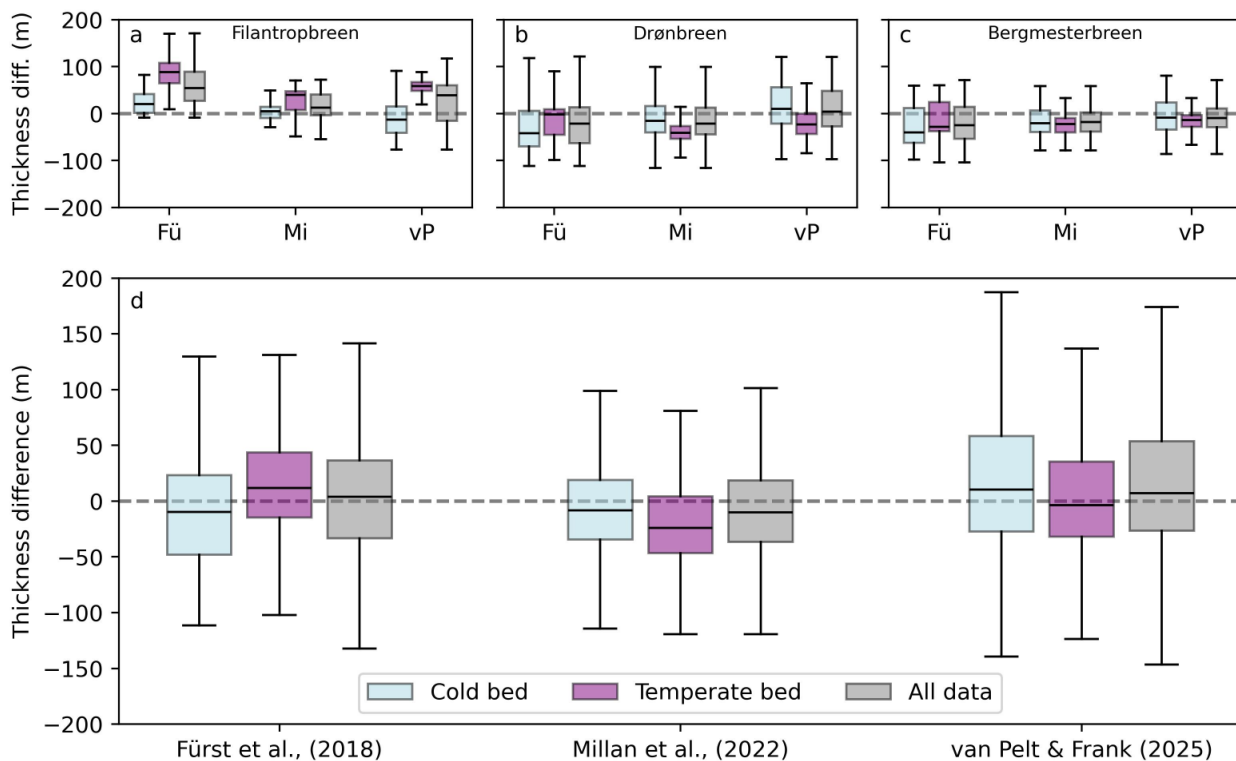 a
Filantropbreen
b
Drønbreen
c
Bergmesterbreen
Thickness diff. (m)
200
100
0
−100
−200
Fü Mi vP
Fü Mi vP
Fü Mi vP
d
Thickness difference (m)
200
150
100
50
0
−50
−100
−150
−200
Cold bed Temperate bed All data
Fürst et al., (2018) Millan et al., (2022) van Pelt & Frank (2025)